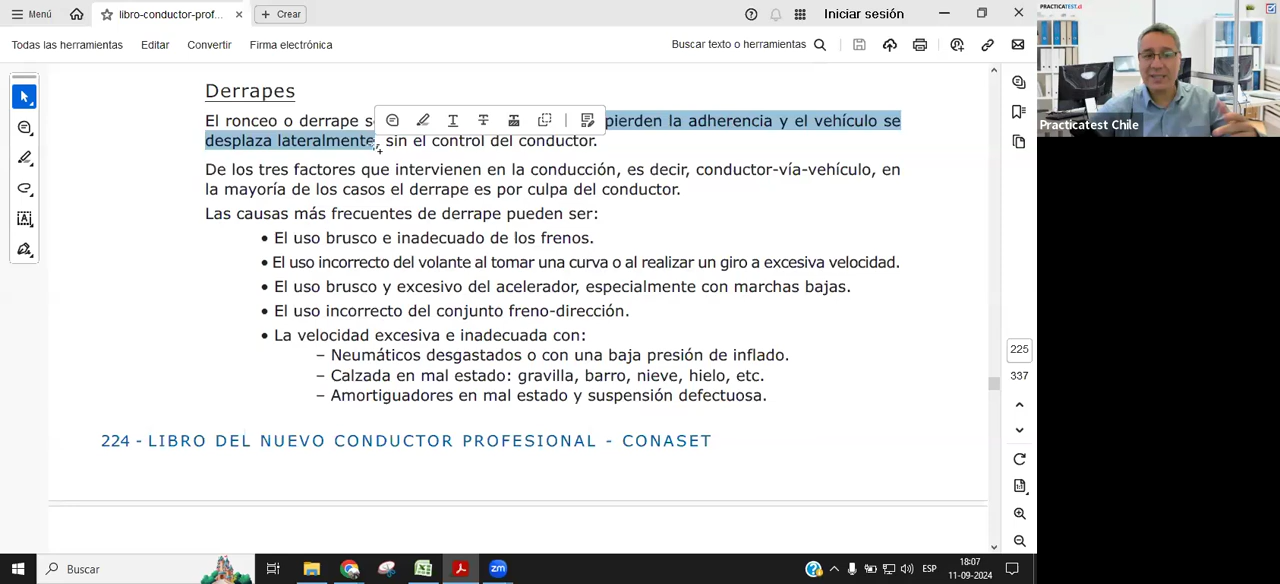 Menú
libro-conductor-prof...
Crear
Iniciar sesión
PRACTICATEST.cl
Todas las herramientas Editar Convertir Firma electrónica
Buscar texto o herramientas
Derrapes
El ronceo o derrape s pierden la adherencia y el vehículo se
desplaza lateralmente, sin el control del conductor.
De los tres factores que intervienen en la conducción, es decir, conductor-vía-vehículo, en
la mayoría de los casos el derrape es por culpa del conductor.
Las causas más frecuentes de derrape pueden ser:
• El uso brusco e inadecuado de los frenos.
• El uso incorrecto del volante al tomar una curva o al realizar un giro a excesiva velocidad.
• El uso brusco y excesivo del acelerador, especialmente con marchas bajas.
• El uso incorrecto del conjunto freno-dirección.
• La velocidad excesiva e inadecuada con:
– Neumáticos desgastados o con una baja presión de inflado.
– Calzada en mal estado: gravilla, barro, nieve, hielo, etc.
– Amortiguadores en mal estado y suspensión defectuosa.
224 - LIBRO DEL NUEVO CONDUCTOR PROFESIONAL - CONASET
225
337
Practicatest Chile
Buscar
zm
ESP
18:07
11-09-2024